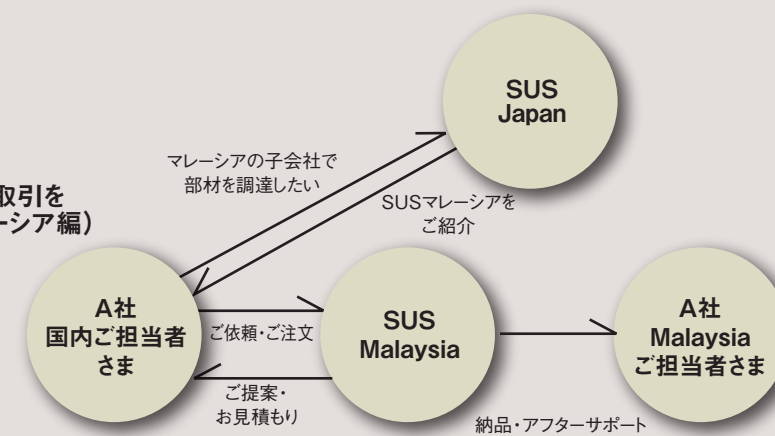 SUS
Japan
マレーシアの子会社で
部材を調達したい
取引を
ーシア編）
SUSマレーシアを
ご紹介
A社
国内ご担当者
さま
ご依頼・ご注文
SUS
Malaysia
A社
Malaysia
ご担当者さま
ご提案・
お見積もり
納品・アフターサポート